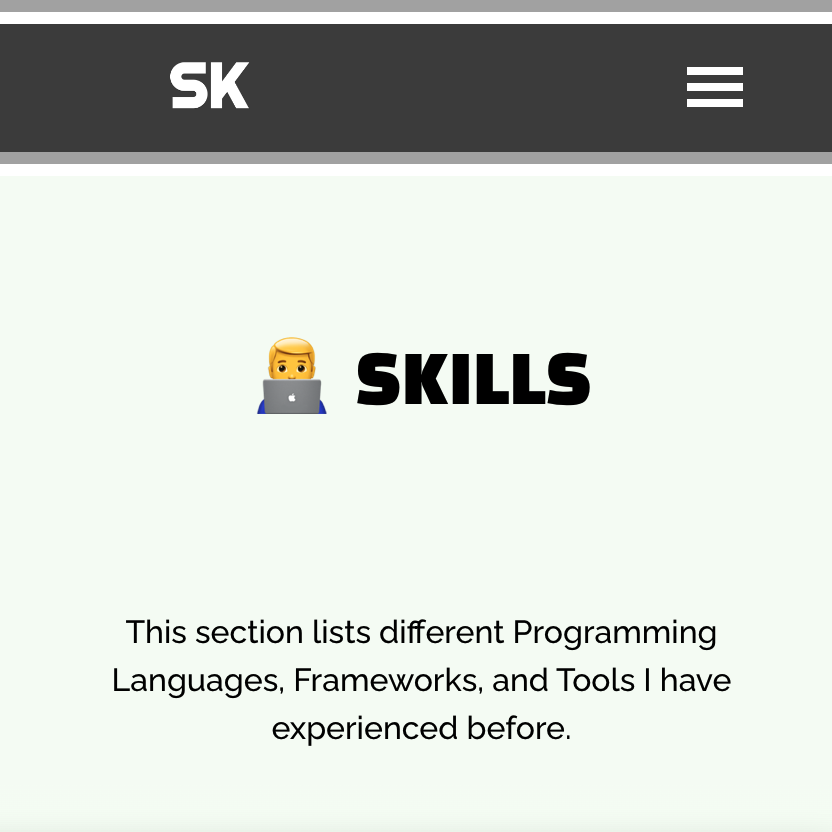 SK
SKILLS
This section lists different Programming
Languages, Frameworks, and Tools I have
experienced before.